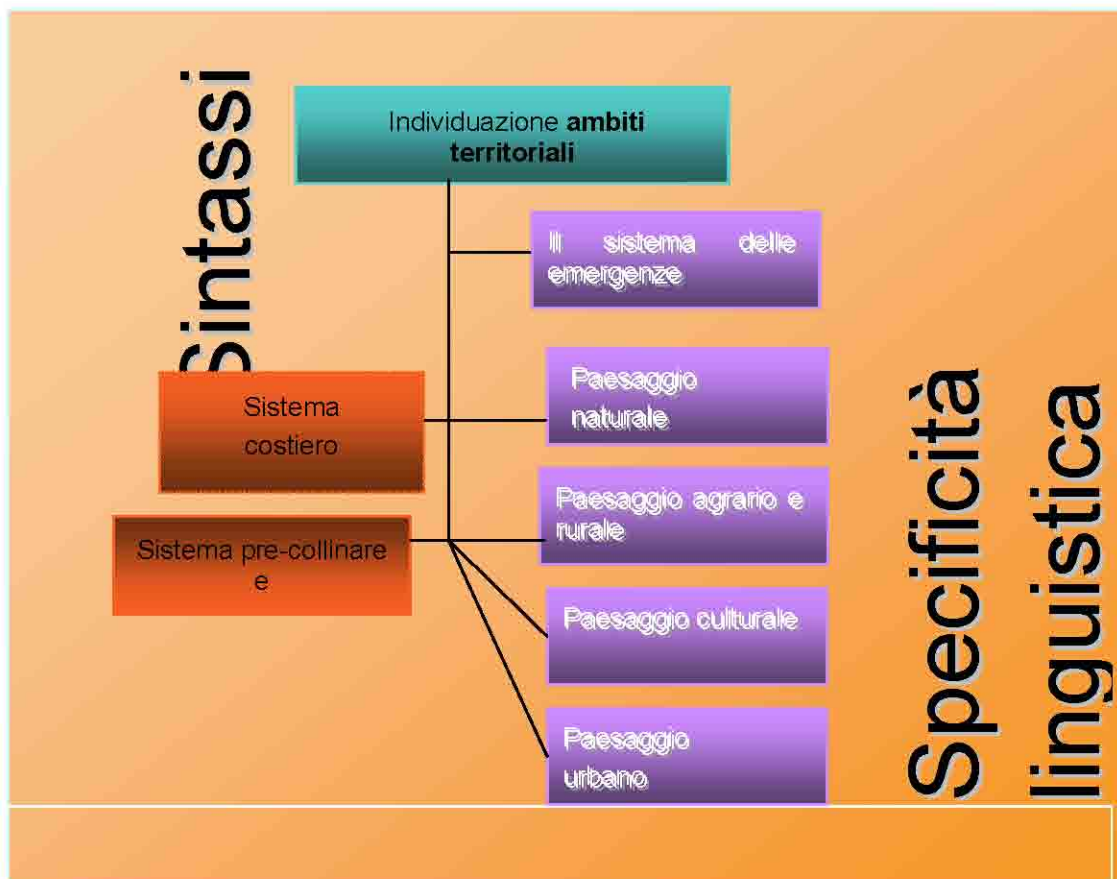 Sintassi
Individuazione ambiti
territoriali
Il sistema delle
emergenze
Sistema
costiero
Paesaggio
naturale
Sistema pre-collinare
e
Paesaggio agrario e
rurale
Paesaggio culturale
Paesaggio
urbano
Specificità
linguistica